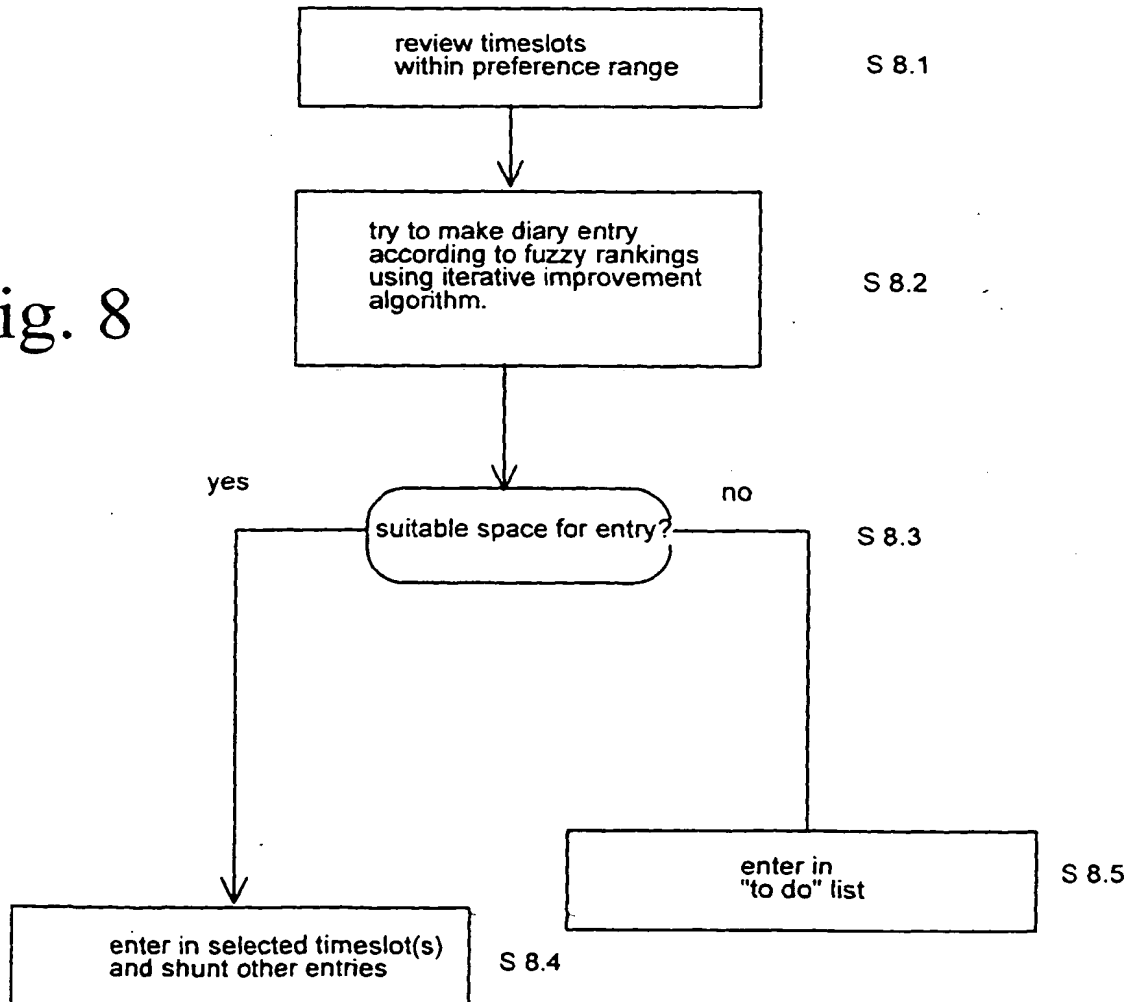 review timeslots
within preference range
S 8.1
try to make diary entry
according to fuzzy rankings
using iterative improvement
algorithm.
S 8.2
ig. 8
yes
no
suitable space for entry?
S 8.3
enter in
"to do" list
S 8.5
enter in selected timeslot(s)
and shunt other entries
S 8.4